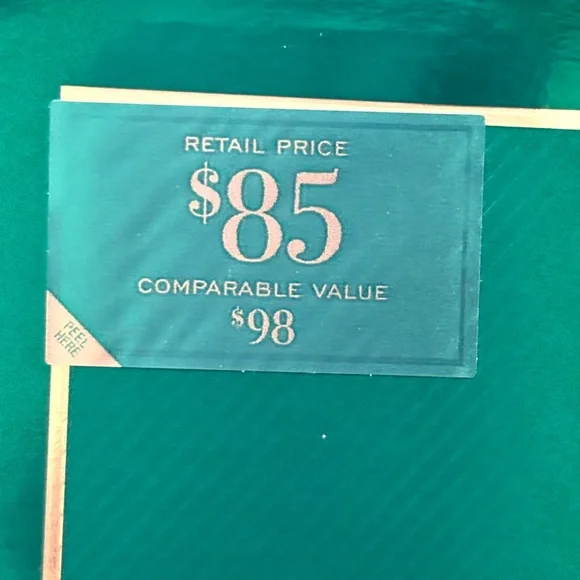 RETAIL PRICE
$85
COMPARABLE VALUE
$98
PEEL
HERE